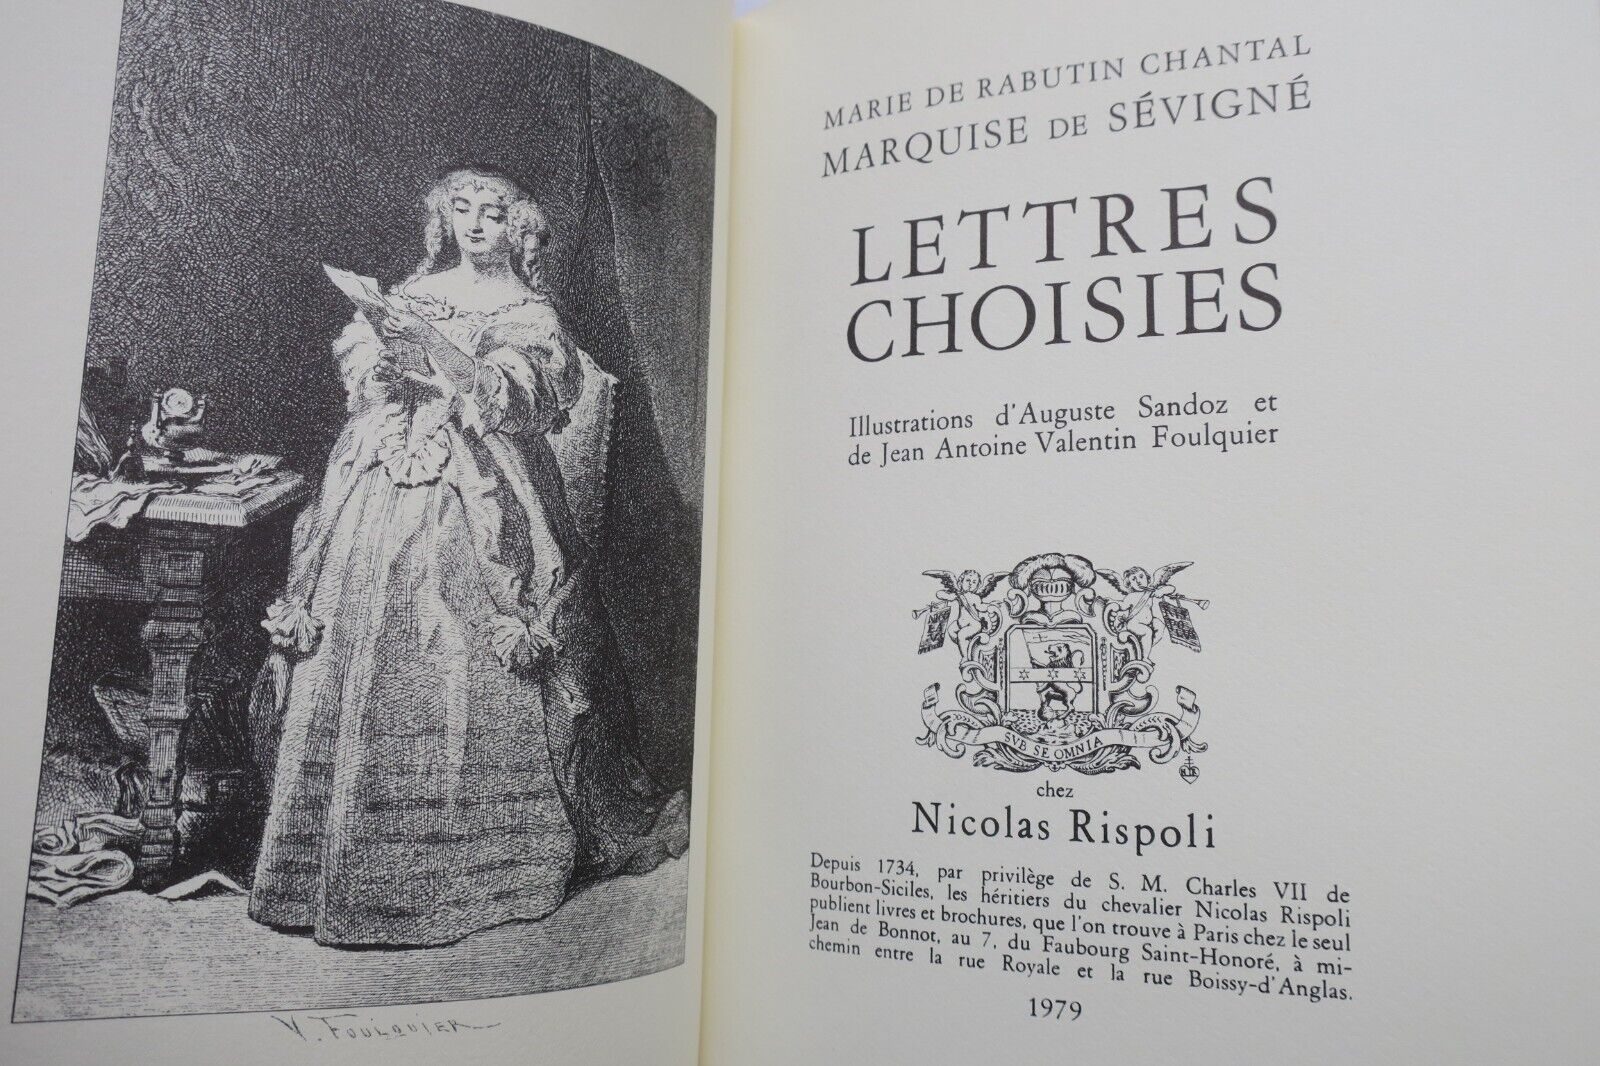 V. FOULQUIER
MARIE DE RABUTIN CHANTAL
MARQUISE DE SÉVIGNÉ
LETTRES
CHOISIES
Illustrations d'Auguste Sandoz et
de Jean Antoine Valentin Foulquier
SVB SE OMNIA
chez
Nicolas Rispoli
Depuis 1734, par privilège de S. M. Charles VII de
Bourbon-Siciles, les héritiers du chevalier Nicolas Rispoli
publient livres et brochures, que l'on trouve à Paris chez le seul
Jean de Bonnot, au 7, du Faubourg Saint-Honoré, à mi-
chemin entre la rue Royale et la rue Boissy-d'Anglas.
1979